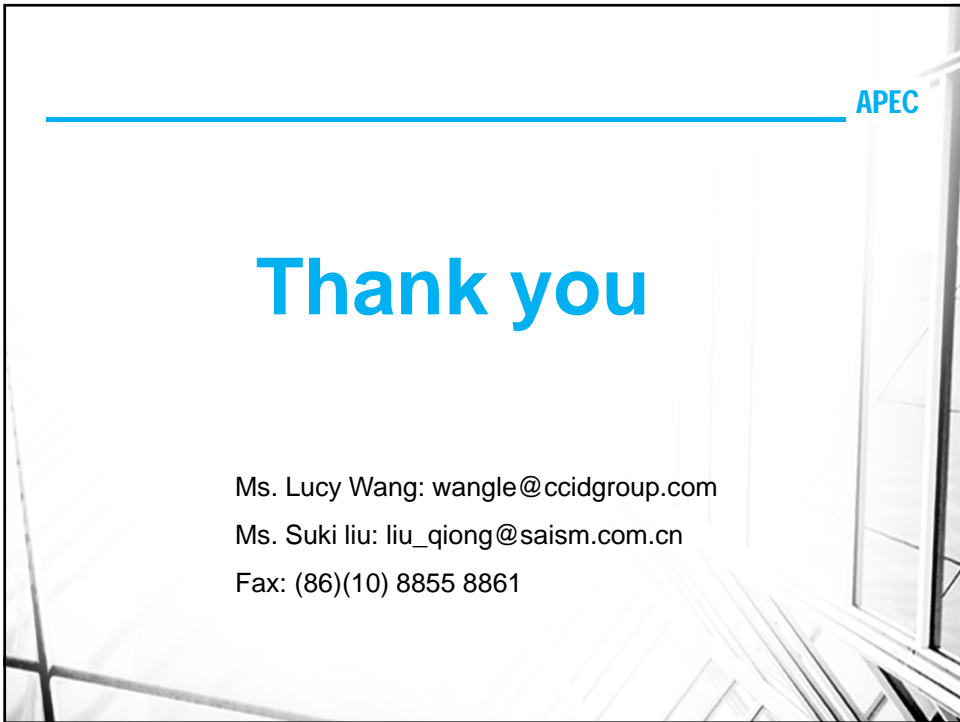 APEC
Thank you
Ms. Lucy Wang: wangle@ccidgroup.com
Ms. Suki liu: liu_qiong@saism.com.cn
Fax: (86)(10) 8855 8861